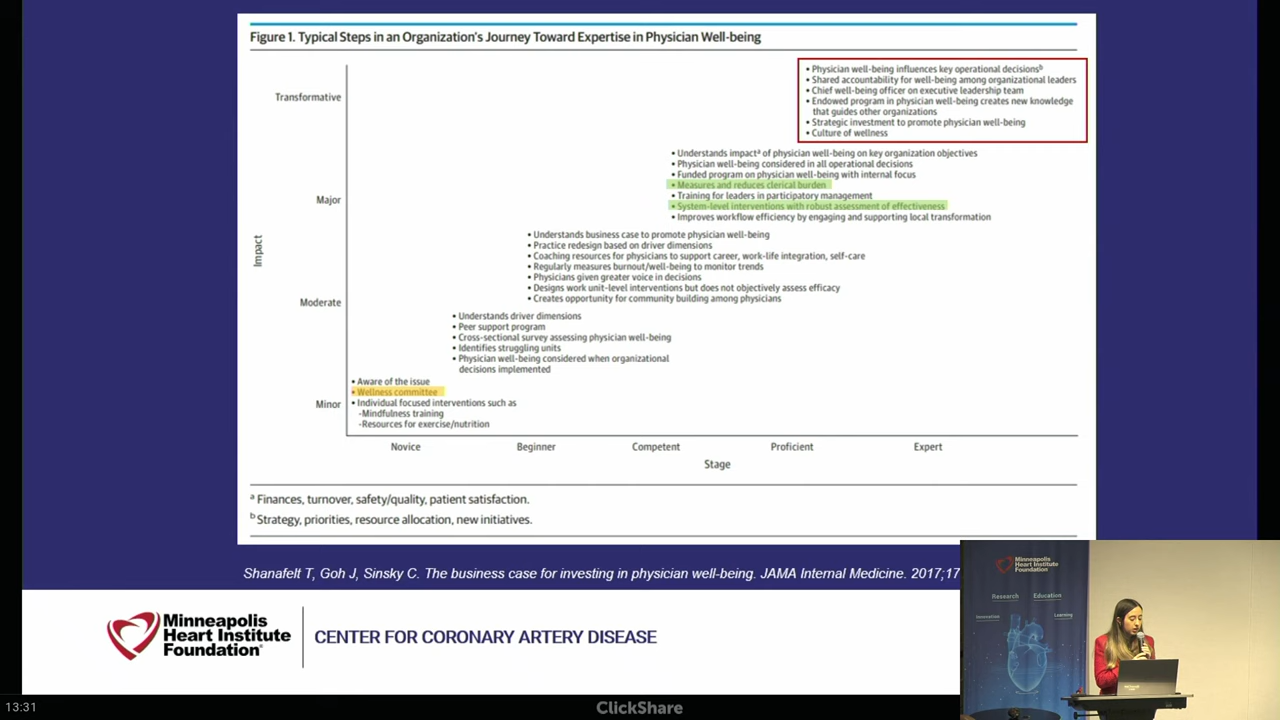 Figure 1. Typical Steps in an Organization's Journey Toward Expertise in Physician Well-being
Transformative
• Physician well-being influences key operational decisionsᵇ
• Shared accountability for well-being among organizational leaders
• Chief well-being officer on executive leadership team
• Endowed program in physician well-being creates new knowledge
that guides other organizations
• Strategic investment to promote physician well-being
• Culture of wellness
• Understands impactᵃ of physician well-being on key organization objectives
• Physician well-being considered in all operational decisions
• Funded program on physician well-being with internal focus
• Measures and reduces clerical burden
• Training for leaders in participatory management
• System-level interventions with robust assessment of effectiveness
• Improves workflow efficiency by engaging and supporting local transformation
Major
• Understands business case to promote physician well-being
• Practice redesign based on driver dimensions
• Coaching resources for physicians to support career, work-life integration, self-care
• Regularly measures burnout/well-being to monitor trends
• Physicians given greater voice in decisions
• Designs work unit-level interventions but does not objectively assess efficacy
• Creates opportunity for community building among physicians
Impact
Moderate
• Understands driver dimensions
• Peer support program
• Cross-sectional survey assessing physician well-being
• Identifies struggling units
• Physician well-being considered when organizational
decisions implemented
• Aware of the issue
• Wellness committee
• Individual focused interventions such as
-Mindfulness training
-Resources for exercise/nutrition
Minor
Novice Beginner Competent Proficient Expert
Stage
ᵃ Finances, turnover, safety/quality, patient satisfaction.
ᵇ Strategy, priorities, resource allocation, new initiatives.
Shanafelt T, Goh J, Sinsky C. The business case for investing in physician well-being. JAMA Internal Medicine. 2017;17
Minneapolis
Heart Institute
Foundation®
CENTER FOR CORONARY ARTERY DISEASE
Minneapolis
Heart Institute
Foundation
Research Education
Innovation Learning
13:31
ClickShare